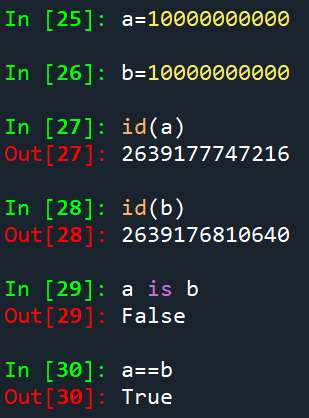 In [25]: a=10000000000
In [26]: b=10000000000
In [27]: id(a)
Out[27]: 2639177747216
In [28]: id(b)
Out[28]: 2639176810640
In [29]: a is b
Out[29]: False
In [30]: a==b
Out[30]: True